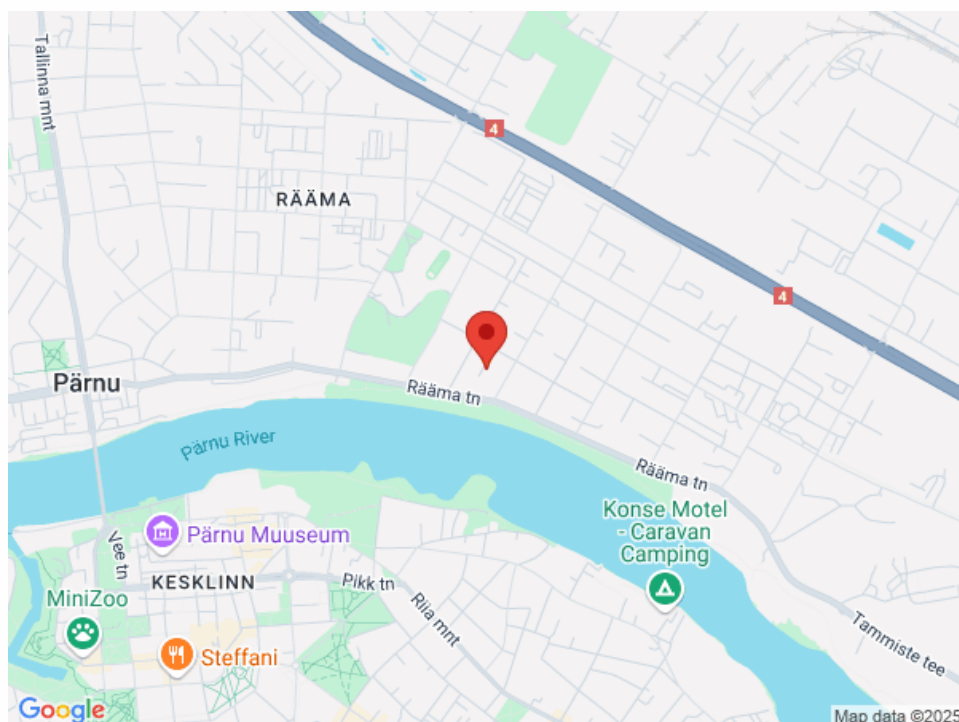 Tallinna mnt
4
RÄÄMA
4
Pärnu
Rääma tn
Pärnu River
Rääma tn
Konse Motel
- Caravan
Camping
Vee tn
Pärnu Muuseum
KESKLINN
Pikk tn
MiniZoo
Riia mnt
Steffani
Tammiste tee
Google
Map data ©2025